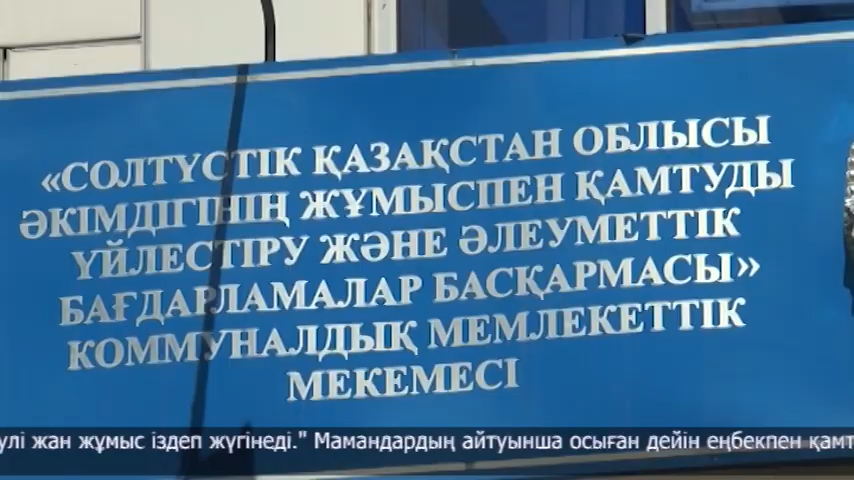 «СОЛТҮСТІК ҚАЗАҚСТАН ОБЛЫСЫ
ӘКІМДІГІНІҢ ЖҰМЫСПЕН ҚАМТУДЫ
ҮЙЛЕСТІРУ ЖӘНЕ ӘЛЕУМЕТТІК
БАҒДАРЛАМАЛАР БАСҚАРМАСЫ»
КОММУНАЛДЫҚ МЕМЛЕКЕТТІК
МЕКЕМЕСІ
жан жұмыс іздеп жүгінеді." Мамандардың айтуынша осыған дейін еңбекпен